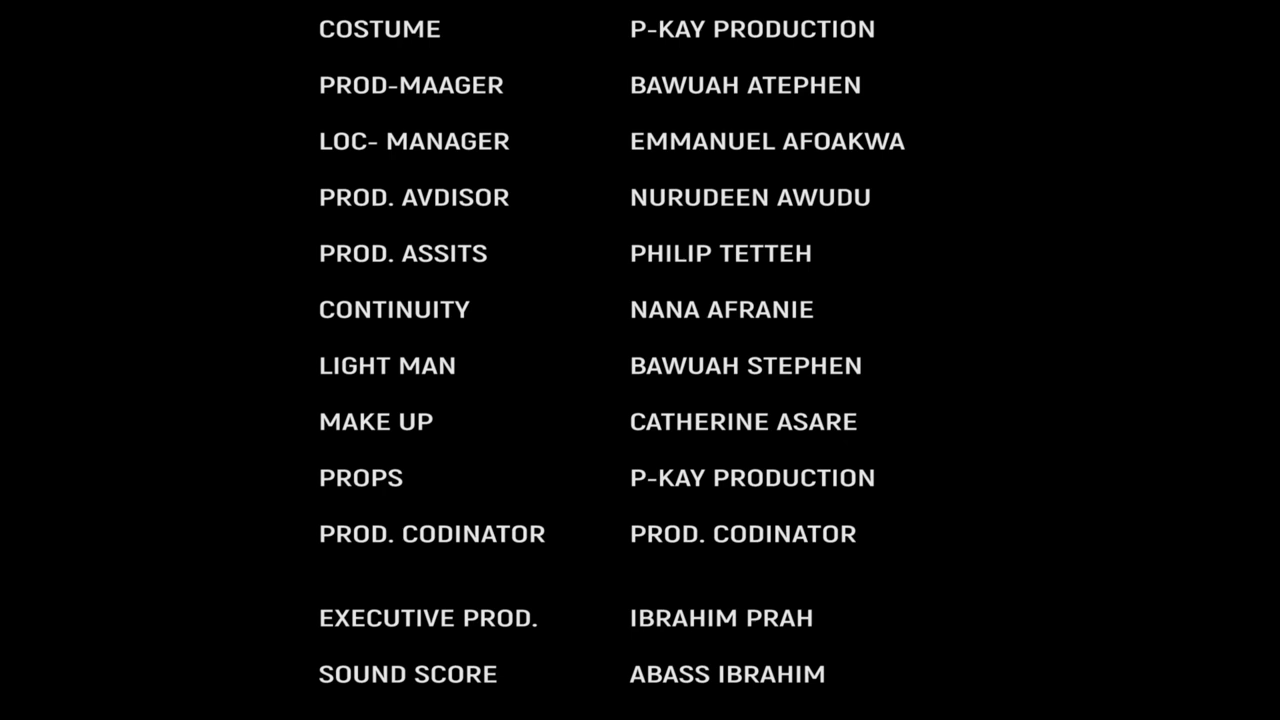 COSTUME P-KAY PRODUCTION
PROD-MAAGER BAWUAH ATEPHEN
LOC- MANAGER EMMANUEL AFOAKWA
PROD. AVDISOR NURUDEEN AWUDU
PROD. ASSITS PHILIP TETTEH
CONTINUITY NANA AFRANIE
LIGHT MAN BAWUAH STEPHEN
MAKE UP CATHERINE ASARE
PROPS P-KAY PRODUCTION
PROD. CODINATOR PROD. CODINATOR
EXECUTIVE PROD. IBRAHIM PRAH
SOUND SCORE ABASS IBRAHIM